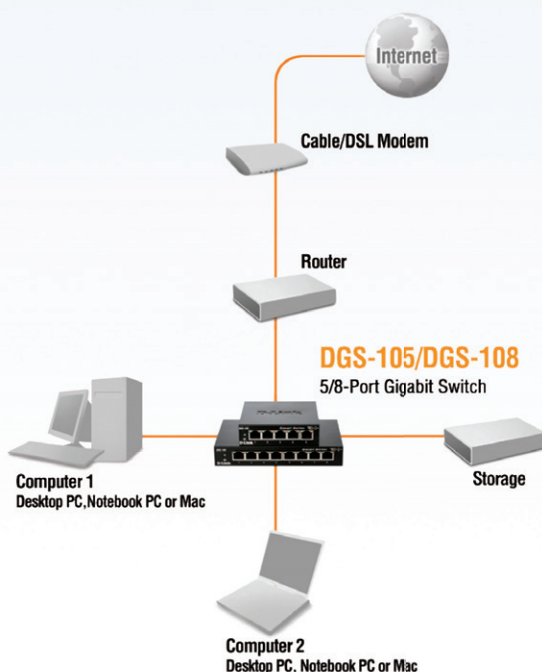 Internet
Cable/DSL Modem
Router
DGS-105/DGS-108
5/8-Port Gigabit Switch
Computer 1
Desktop PC,Notebook PC or Mac
Storage
Computer 2
Desktop PC, Notebook PC or Mac